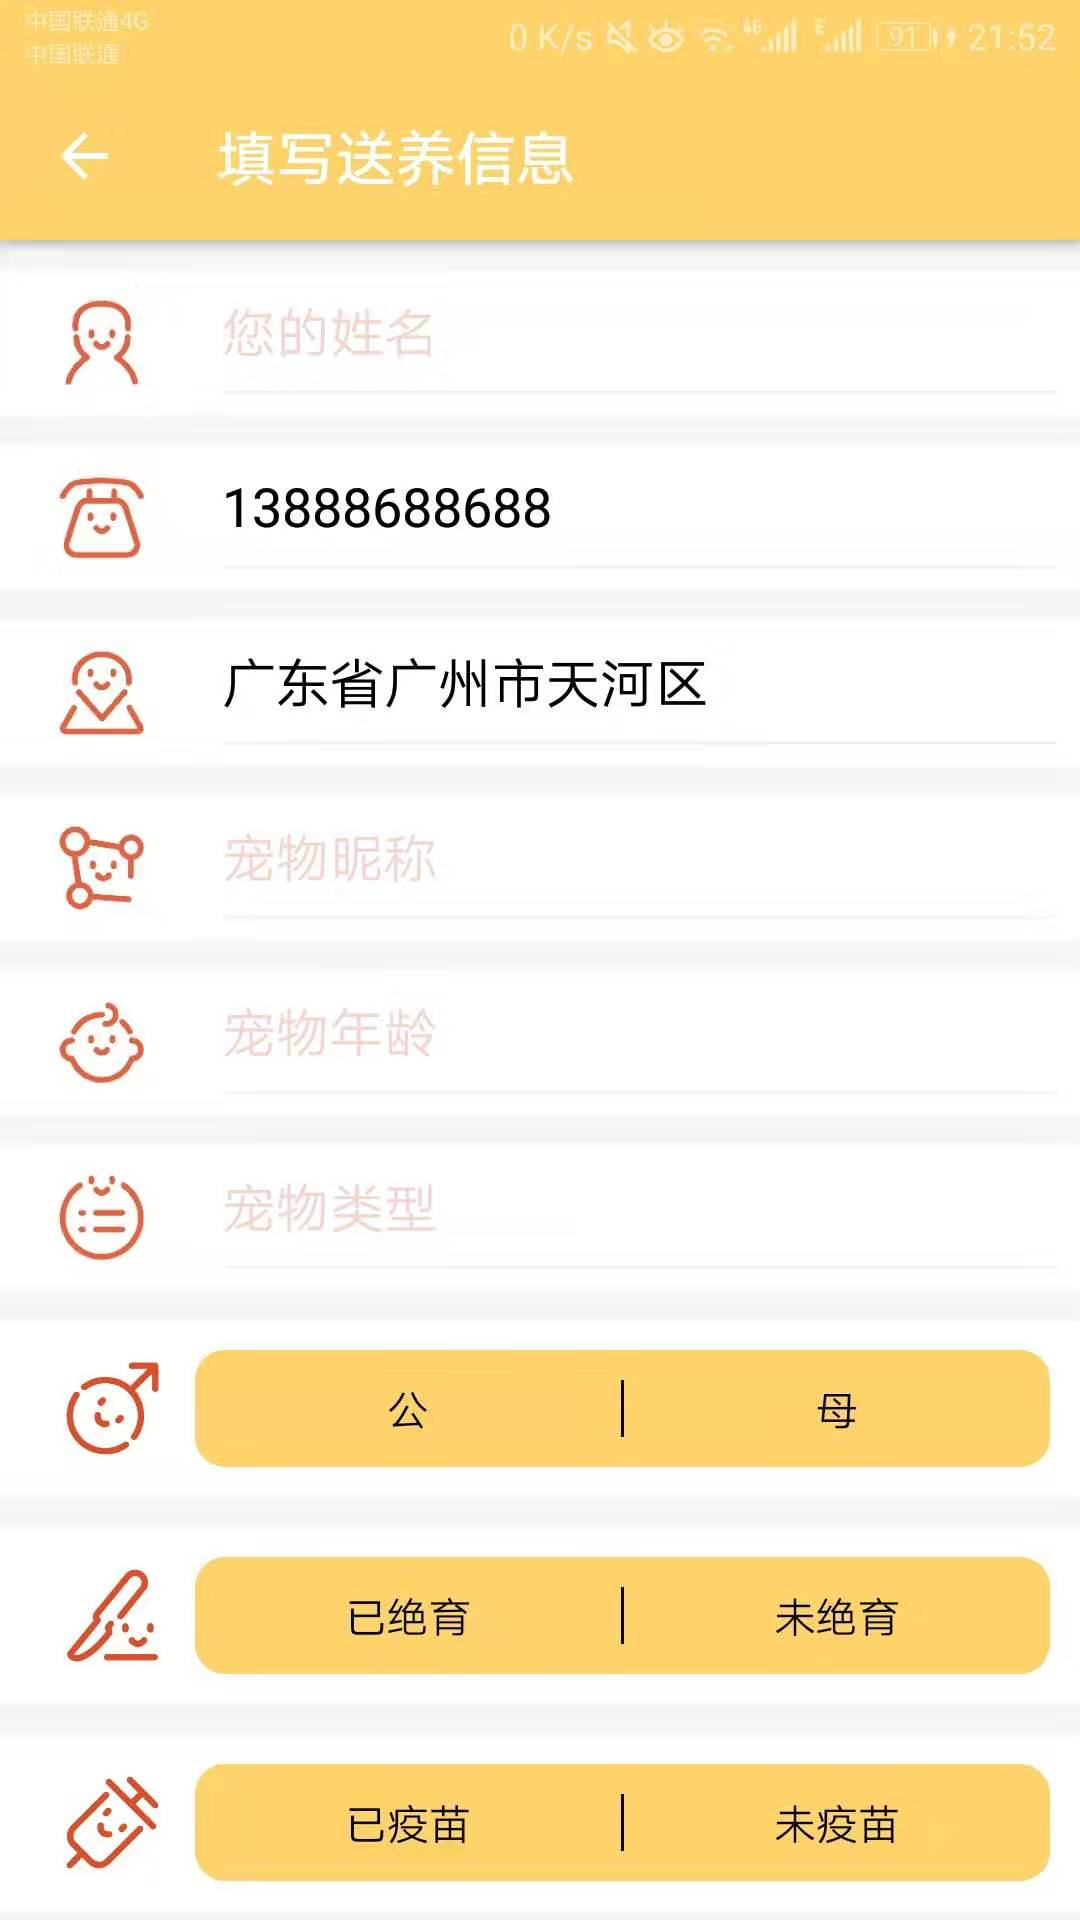 中国联通4G
中国联通
0 K/s 4G E 91 21:52
填写送养信息
您的姓名
13888688688
广东省广州市天河区
宠物昵称
宠物年龄
宠物类型
公 母
已绝育 未绝育
已疫苗 未疫苗